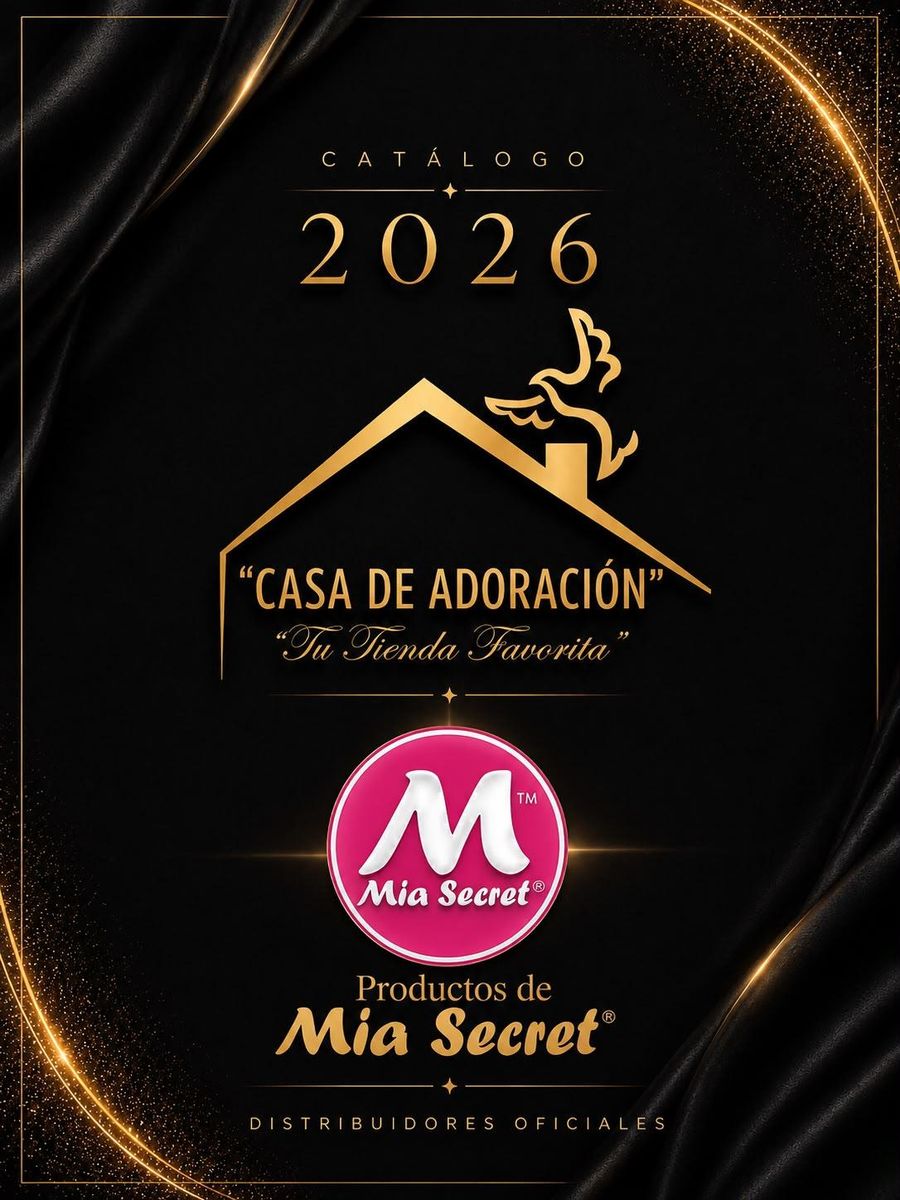 CATÁLOGO
2026
“CASA DE ADORACIÓN”
“Tu Tienda Favorita”
M™
Mia Secret®
Productos de
Mia Secret®
DISTRIBUIDORES OFICIALES